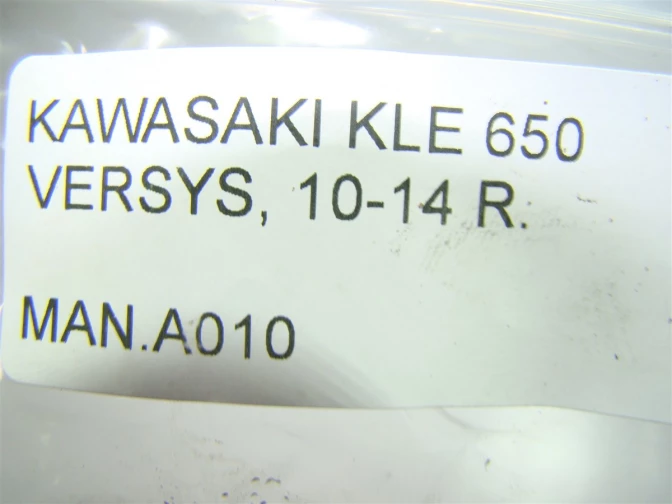 KAWASAKI KLE 650
VERSYS, 10-14 R.
MAN.A010